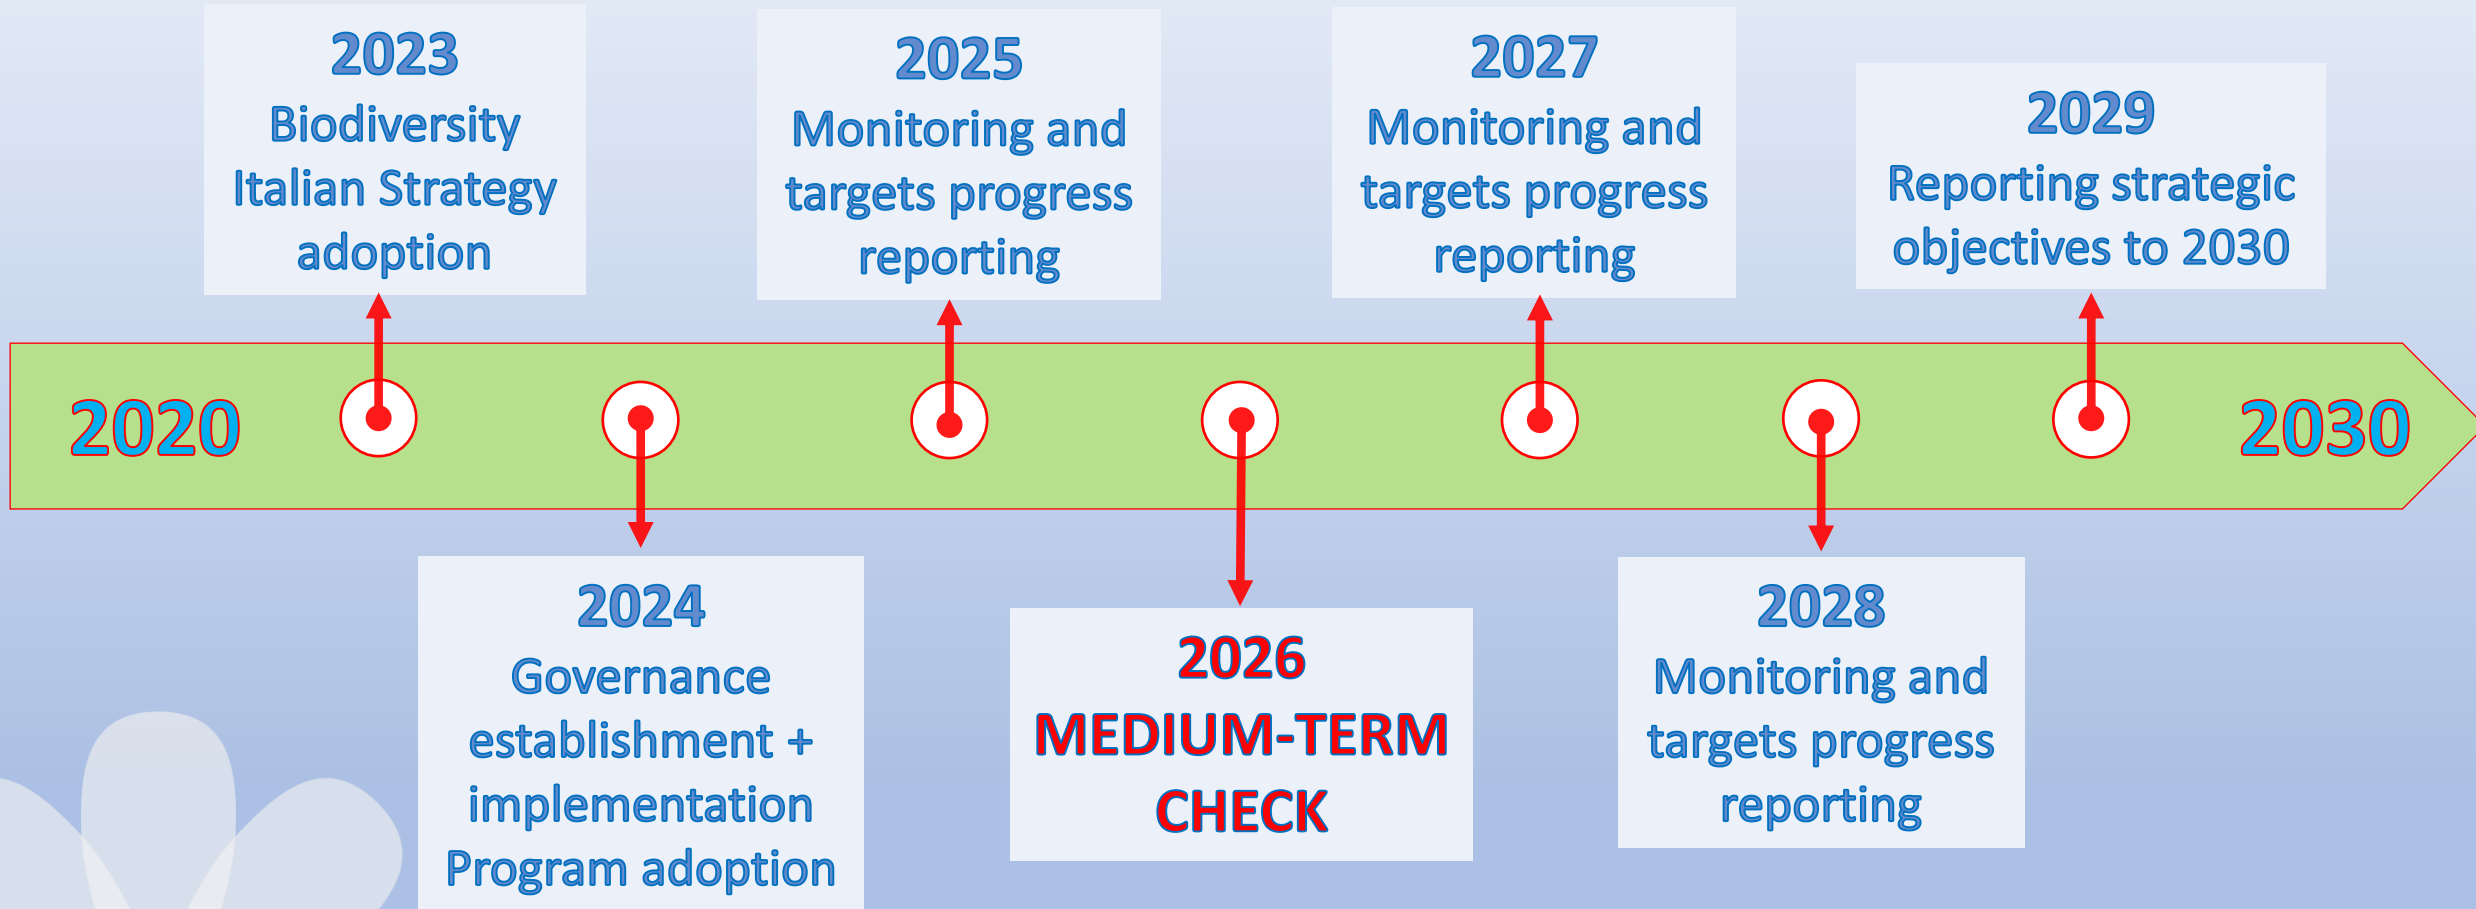 2023
Biodiversity
Italian Strategy
adoption
2025
Monitoring and
targets progress
reporting
2027
Monitoring and
targets progress
reporting
2029
Reporting strategic
objectives to 2030
2020
2030
2024
Governance
establishment +
implementation
Program adoption
2026
MEDIUM-TERM
CHECK
2028
Monitoring and
targets progress
reporting